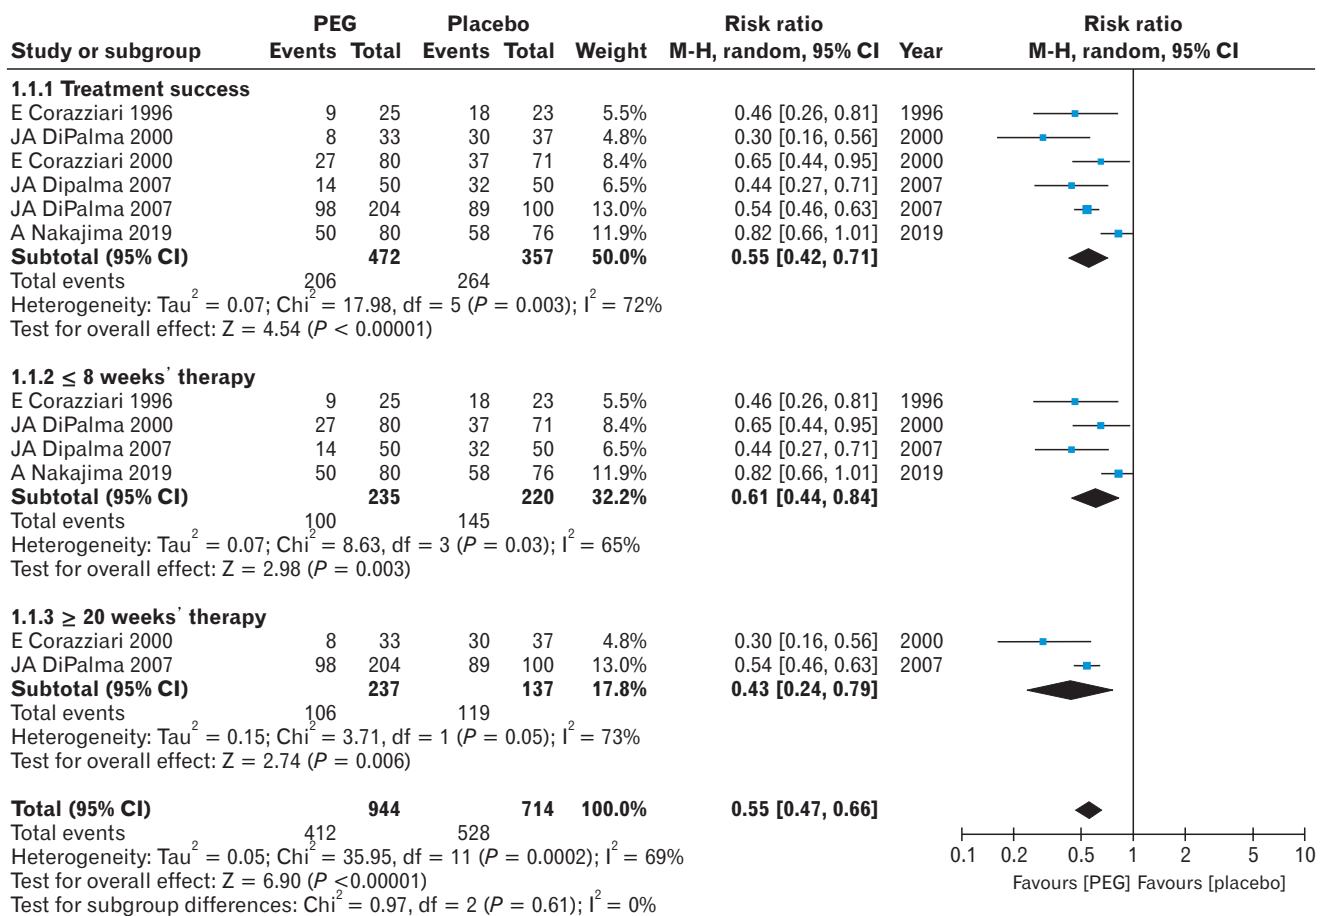 PEG Placebo Risk ratio Risk ratio
Study or subgroup Events Total Events Total Weight M-H, random, 95% CI Year M-H, random, 95% CI
1.1.1 Treatment success
E Corazziari 1996 9 25 18 23 5.5% 0.46 [0.26, 0.81] 1996
JA DiPalma 2000 8 33 30 37 4.8% 0.30 [0.16, 0.56] 2000
E Corazziari 2000 27 80 37 71 8.4% 0.65 [0.44, 0.95] 2000
JA Dipalma 2007 14 50 32 50 6.5% 0.44 [0.27, 0.71] 2007
JA DiPalma 2007 98 204 89 100 13.0% 0.54 [0.46, 0.63] 2007
A Nakajima 2019 50 80 58 76 11.9% 0.82 [0.66, 1.01] 2019
Subtotal (95% CI) 472 357 50.0% 0.55 [0.42, 0.71]
Total events 206 264
Heterogeneity: Tau² = 0.07; Chi² = 17.98, df = 5 (P = 0.003); I² = 72%
Test for overall effect: Z = 4.54 (P < 0.00001)
1.1.2 ≤ 8 weeks' therapy
E Corazziari 1996 9 25 18 23 5.5% 0.46 [0.26, 0.81] 1996
JA DiPalma 2000 27 80 37 71 8.4% 0.65 [0.44, 0.95] 2000
JA Dipalma 2007 14 50 32 50 6.5% 0.44 [0.27, 0.71] 2007
A Nakajima 2019 50 80 58 76 11.9% 0.82 [0.66, 1.01] 2019
Subtotal (95% CI) 235 220 32.2% 0.61 [0.44, 0.84]
Total events 100 145
Heterogeneity: Tau² = 0.07; Chi² = 8.63, df = 3 (P = 0.03); I² = 65%
Test for overall effect: Z = 2.98 (P = 0.003)
1.1.3 ≥ 20 weeks' therapy
E Corazziari 2000 8 33 30 37 4.8% 0.30 [0.16, 0.56] 2000
JA DiPalma 2007 98 204 89 100 13.0% 0.54 [0.46, 0.63] 2007
Subtotal (95% CI) 237 137 17.8% 0.43 [0.24, 0.79]
Total events 106 119
Heterogeneity: Tau² = 0.15; Chi² = 3.71, df = 1 (P = 0.05); I² = 73%
Test for overall effect: Z = 2.74 (P = 0.006)
Total (95% CI) 944 714 100.0% 0.55 [0.47, 0.66]
Total events 412 528
Heterogeneity: Tau² = 0.05; Chi² = 35.95, df = 11 (P = 0.0002); I² = 69%
Test for overall effect: Z = 6.90 (P <0.00001)
Test for subgroup differences: Chi² = 0.97, df = 2 (P = 0.61); I² = 0%
0.1 0.2 0.5 1 2 5 10
Favours [PEG] Favours [placebo]